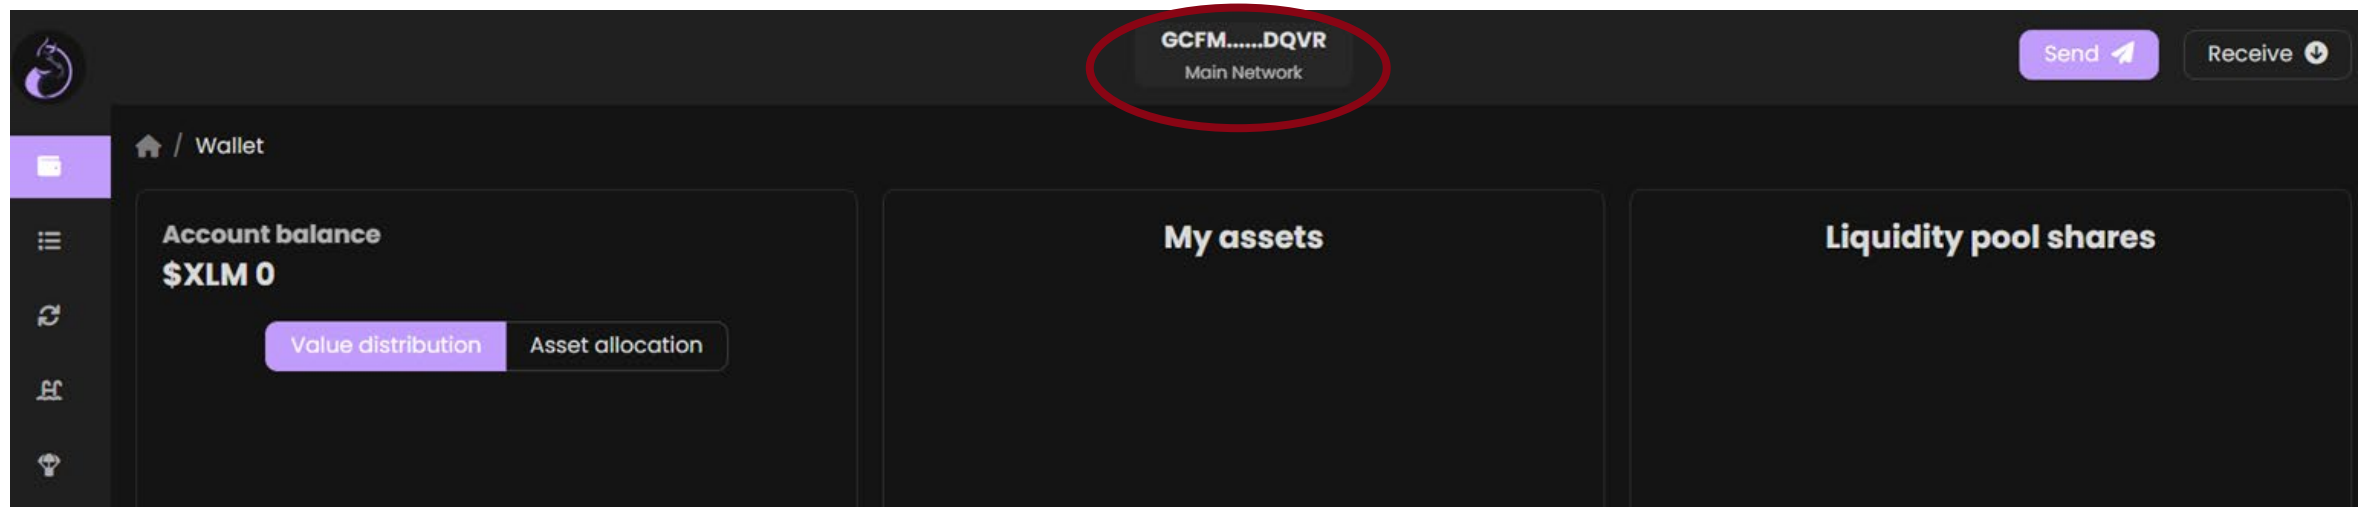 GCFM......DQVR
Main Network
Send
Receive
/ Wallet
Account balance
$XLM 0
Value distribution
Asset allocation
My assets
Liquidity pool shares